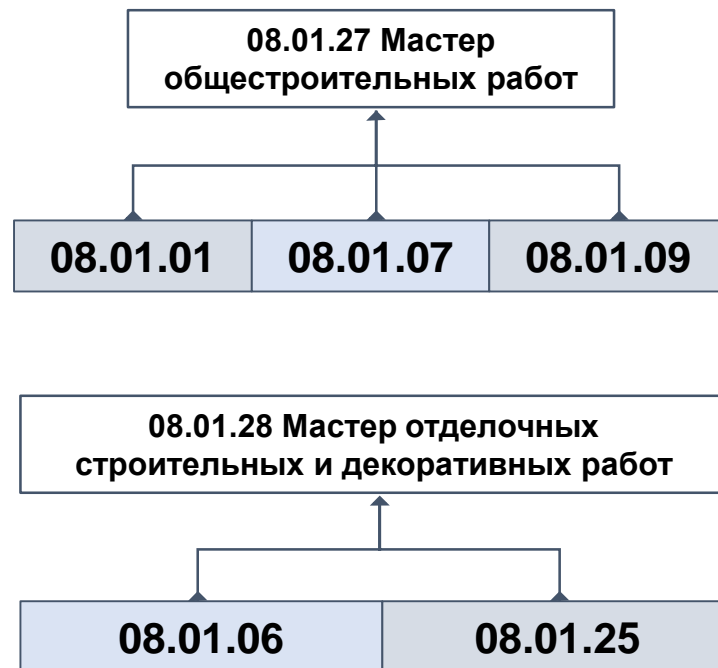 08.01.27 Мастер
общестроительных работ
08.01.01 08.01.07 08.01.09
08.01.28 Мастер отделочных
строительных и декоративных работ
08.01.06 08.01.25